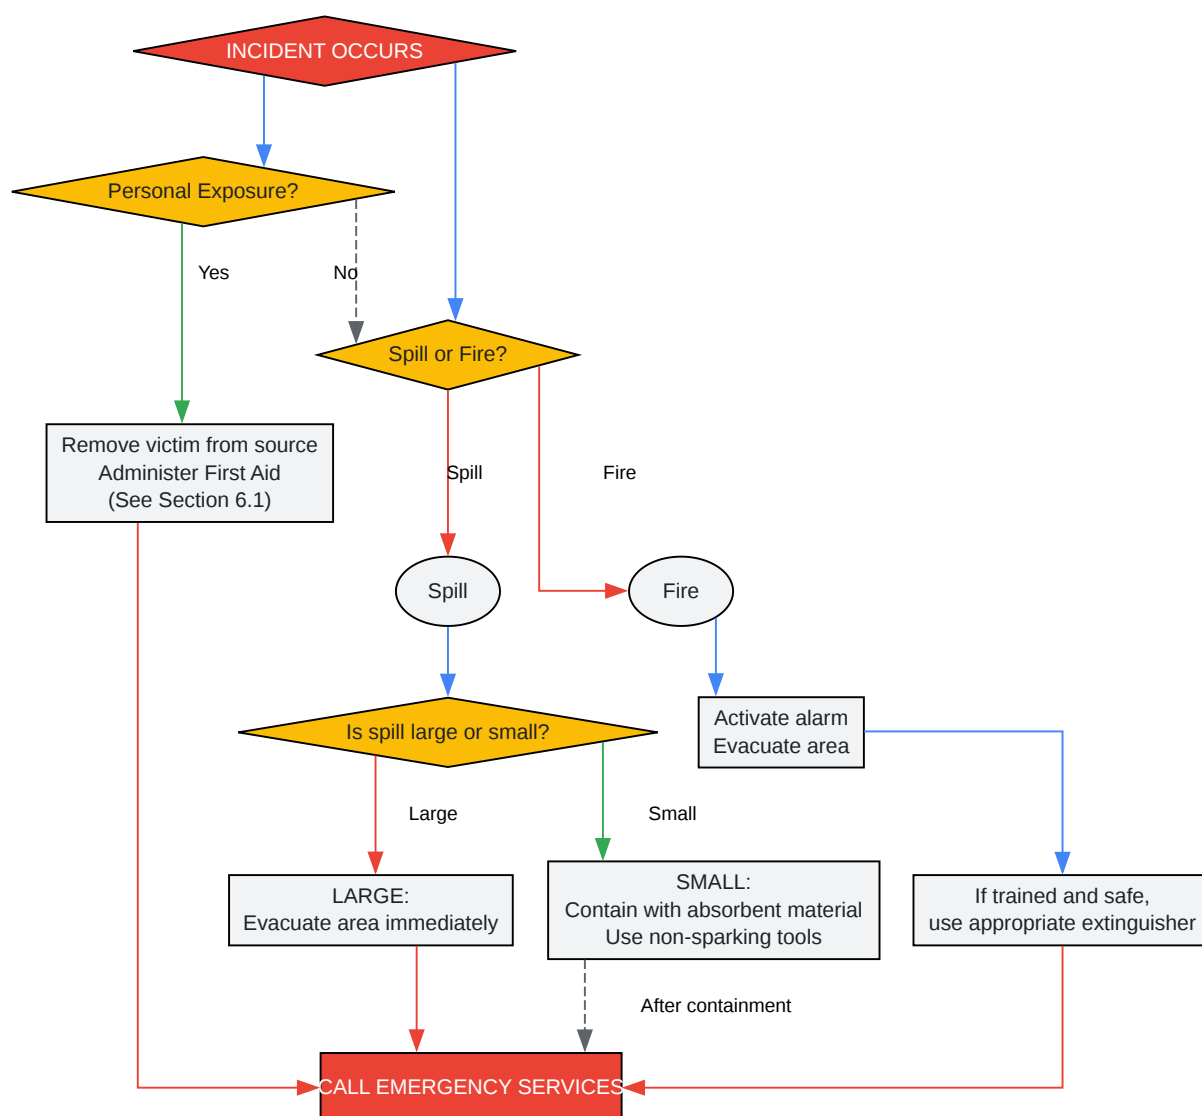 INCIDENT OCCURS
Personal Exposure?
Yes
No
Spill or Fire?
Remove victim from source
Administer First Aid
(See Section 6.1)
Spill
Fire
Spill
Fire
Activate alarm
Evacuate area
Is spill large or small?
Large
Small
LARGE:
Evacuate area immediately
SMALL:
Contain with absorbent material
Use non-sparking tools
If trained and safe,
use appropriate extinguisher
After containment
CALL EMERGENCY SERVICES